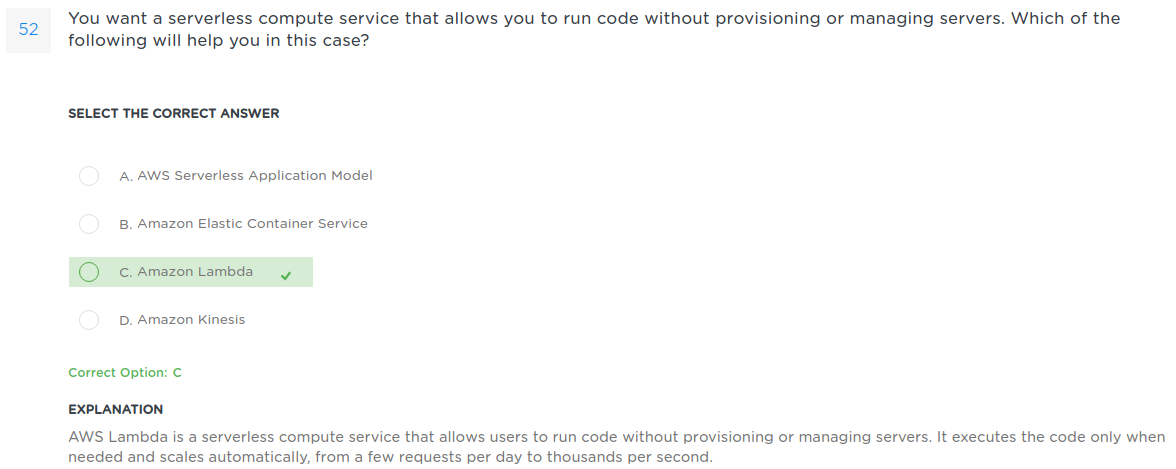 52
You want a serverless compute service that allows you to run code without provisioning or managing servers. Which of the
following will help you in this case?
SELECT THE CORRECT ANSWER
A. AWS Serverless Application Model
B. Amazon Elastic Container Service
C. Amazon Lambda
D. Amazon Kinesis
Correct Option: C
EXPLANATION
AWS Lambda is a serverless compute service that allows users to run code without provisioning or managing servers. It executes the code only when
needed and scales automatically, from a few requests per day to thousands per second.